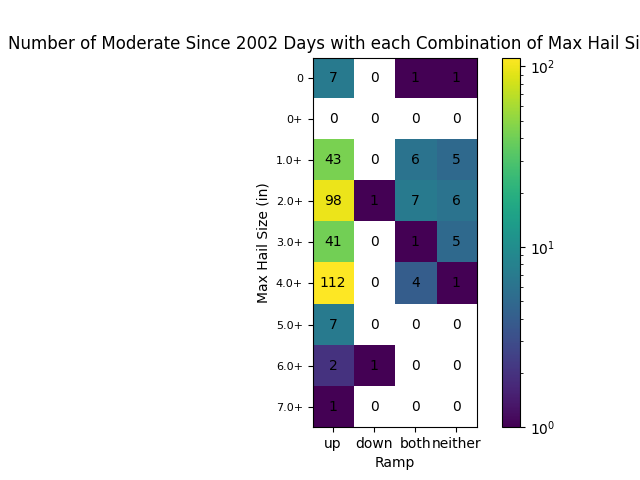 Number of Moderate Since 2002 Days with each Combination of Max Hail Si
0 7 0 1 1
0+ 0 0 0 0
1.0+ 43 0 6 5
2.0+ 98 1 7 6
3.0+ 41 0 1 5
4.0+ 112 0 4 1
5.0+ 7 0 0 0
6.0+ 2 1 0 0
7.0+ 1 0 0 0
up down both neither
Ramp
Max Hail Size (in)
10²
10¹
10⁰